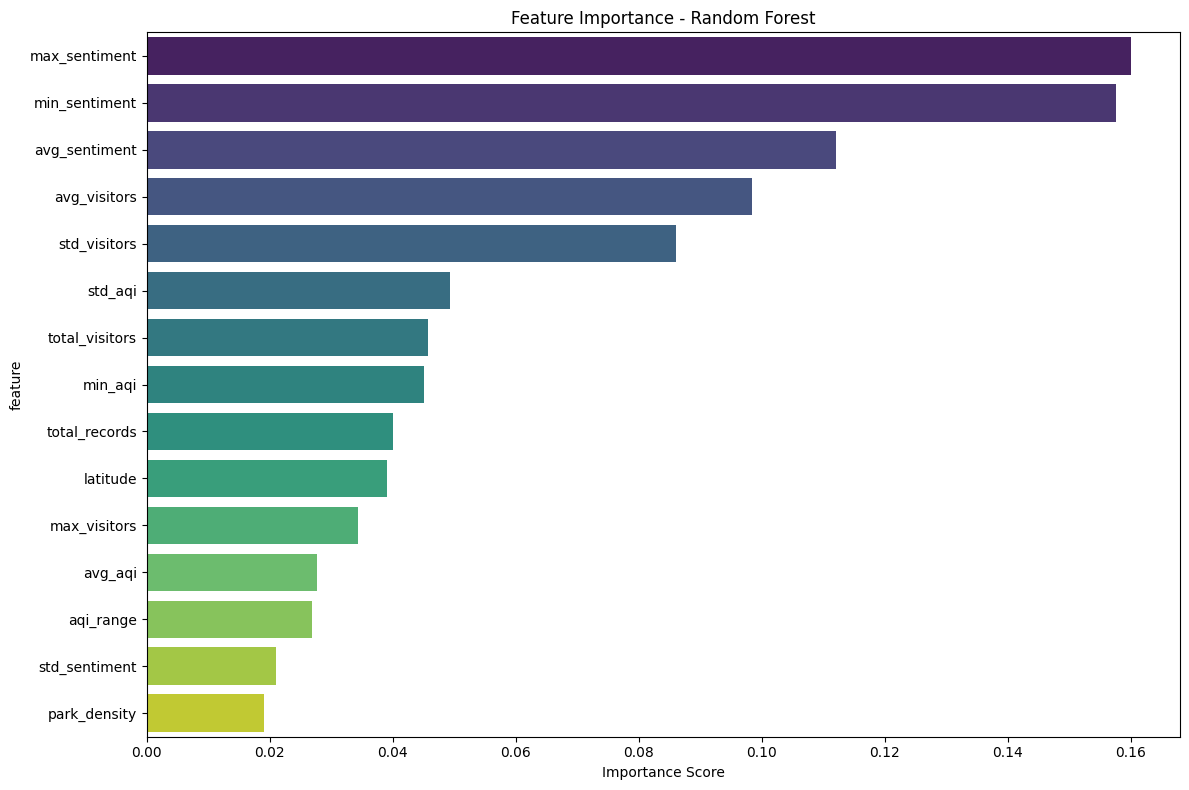 Feature Importance - Random Forest
max_sentiment
min_sentiment
avg_sentiment
avg_visitors
std_visitors
std_aqi
total_visitors
min_aqi
total_records
latitude
max_visitors
avg_aqi
aqi_range
std_sentiment
park_density
feature
0.00 0.02 0.04 0.06 0.08 0.10 0.12 0.14 0.16
Importance Score